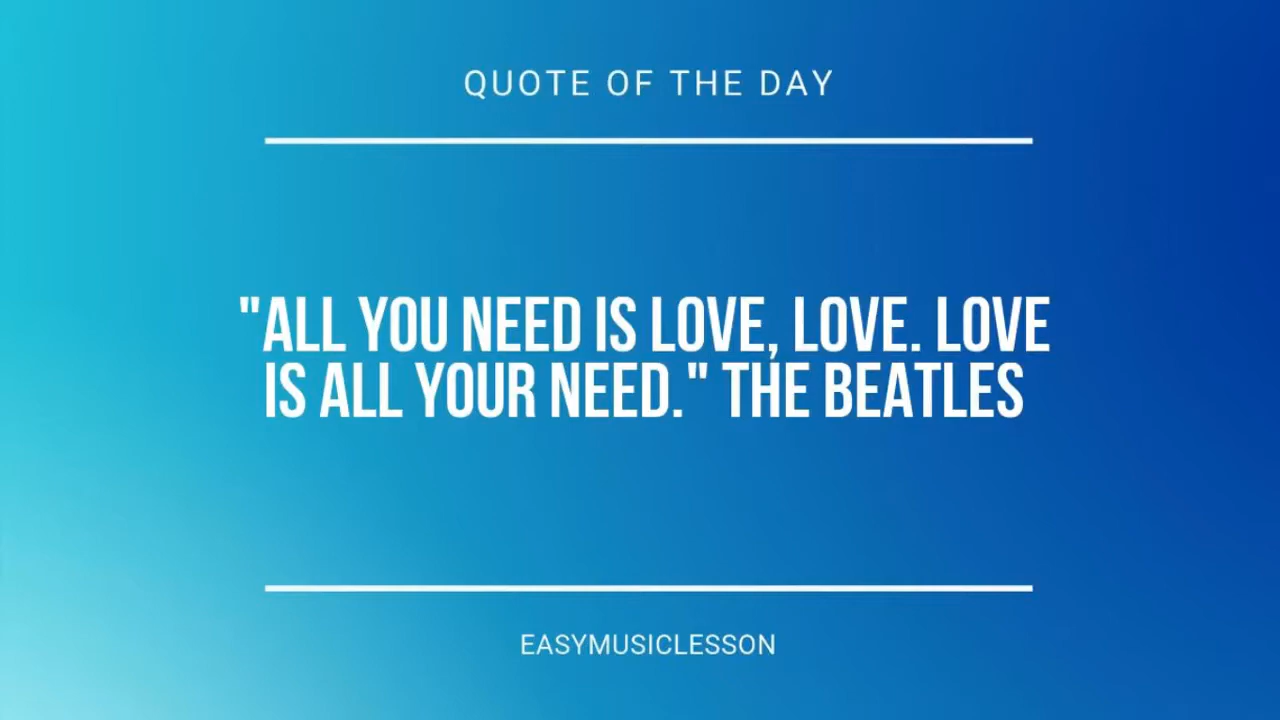 QUOTE OF THE DAY
"ALL YOU NEED IS LOVE, LOVE. LOVE
IS ALL YOUR NEED." THE BEATLES
EASYMUSICLESSON